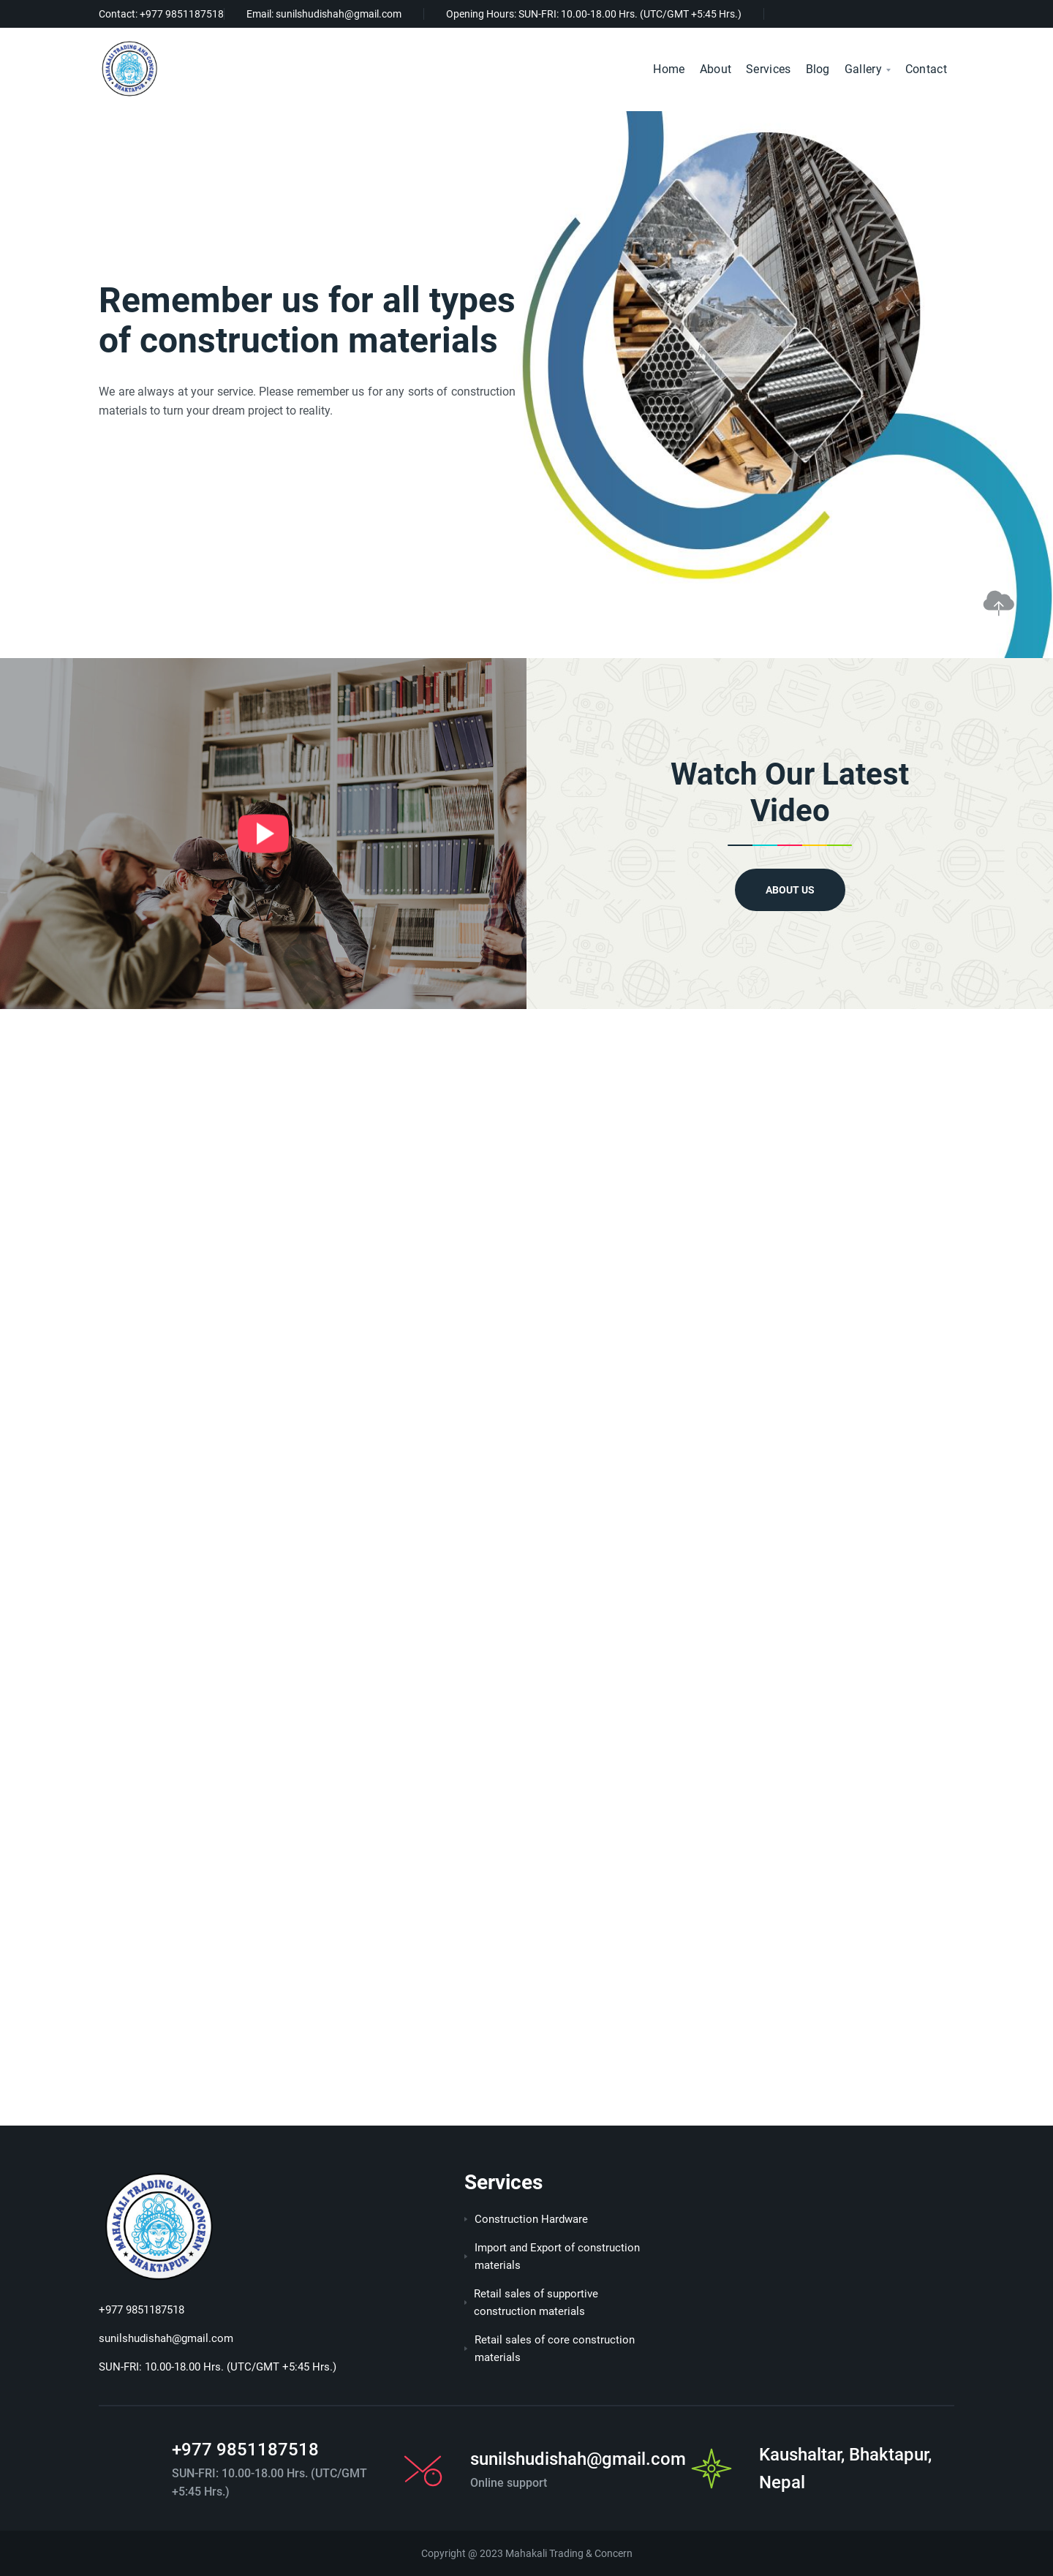 Contact: +977 9851187518
Email: sunilshudishah@gmail.com
Opening Hours: SUN-FRI: 10.00-18.00 Hrs. (UTC/GMT +5:45 Hrs.)
MAHAKALI TRADING AND CONCERN
BHAKTAPUR
Home About Services Blog Gallery Contact
Remember us for all types
of construction materials
We are always at your service. Please remember us for any sorts of construction
materials to turn your dream project to reality.
Watch Our Latest
Video
ABOUT US
MAHAKALI TRADING AND CONCERN
BHAKTAPUR
+977 9851187518
sunilshudishah@gmail.com
SUN-FRI: 10.00-18.00 Hrs. (UTC/GMT +5:45 Hrs.)
Services
Construction Hardware
Import and Export of construction
materials
Retail sales of supportive
construction materials
Retail sales of core construction
materials
+977 9851187518
SUN-FRI: 10.00-18.00 Hrs. (UTC/GMT
+5:45 Hrs.)
sunilshudishah@gmail.com
Online support
Kaushaltar, Bhaktapur,
Nepal
Copyright @ 2023 Mahakali Trading & Concern